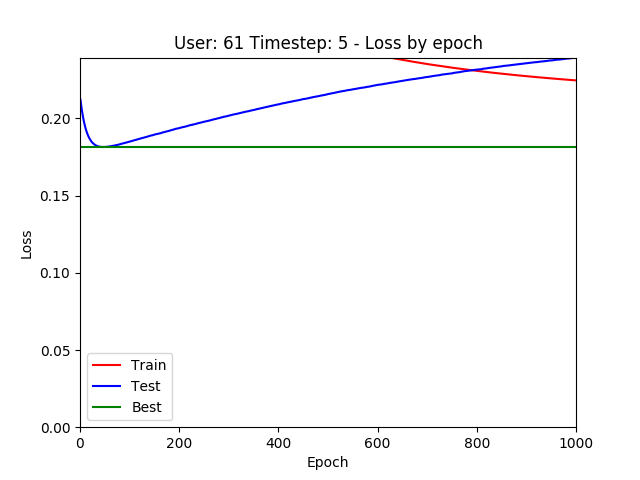 User: 61 Timestep: 5 - Loss by epoch
0.20
0.15
0.10
0.05
0.00
Loss
Train
Test
Best
0 200 400 600 800 1000
Epoch